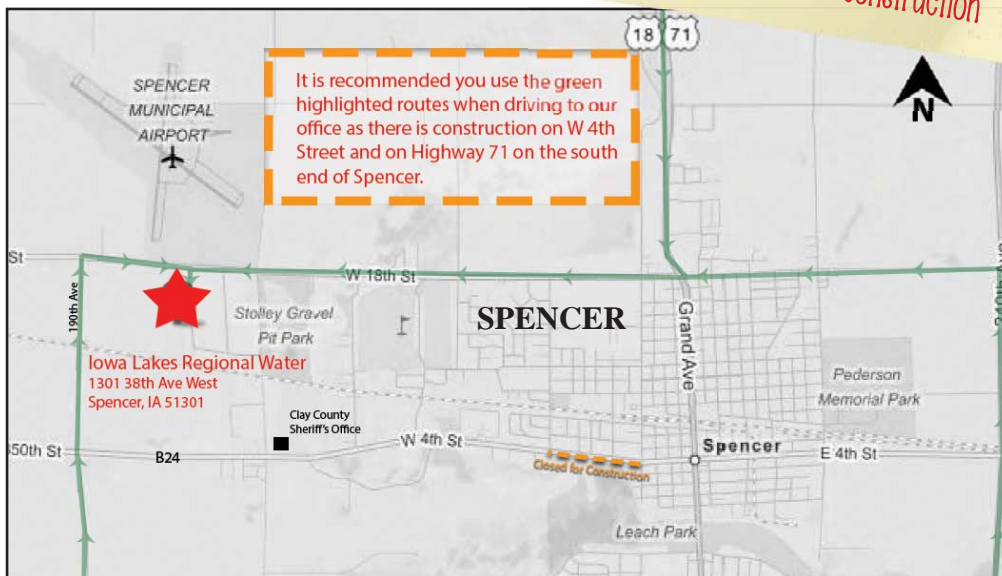 construction
18 71
SPENCER
MUNICIPAL
AIRPORT
It is recommended you use the green
highlighted routes when driving to our
office as there is construction on W 4th
Street and on Highway 71 on the south
end of Spencer.
N
St
W 18th St
190th Ave
Stolley Gravel
Pit Park
SPENCER
Grand Ave
Iowa Lakes Regional Water
1301 38th Ave West
Spencer, IA 51301
Pederson
Memorial Park
Clay County
Sheriff's Office
350th St
B24
W 4th St
Closed for Construction
Spencer
E 4th St
Leach Park